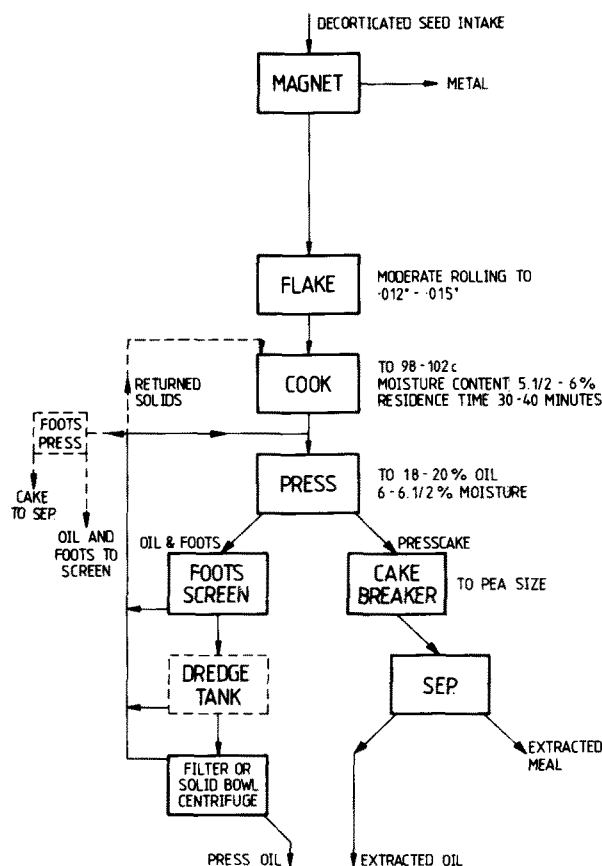 DECORTICATED SEED INTAKE
MAGNET
METAL
FLAKE
MODERATE ROLLING TO
·012" - ·015"
COOK
TO 98-102c
MOISTURE CONTENT 5.1/2 - 6%
RESIDENCE TIME 30-40 MINUTES
RETURNED
SOLIDS
FOOTS
PRESS
CAKE
TO SEP.
OIL AND
FOOTS TO
SCREEN
PRESS
TO 18-20% OIL
6-6.1/2% MOISTURE
OIL & FOOTS
PRESSCAKE
FOOTS
SCREEN
CAKE
BREAKER
TO PEA SIZE
DREDGE
TANK
SEP.
FILTER OR
SOLID BOWL
CENTRIFUGE
EXTRACTED
MEAL
PRESS OIL
EXTRACTED OIL